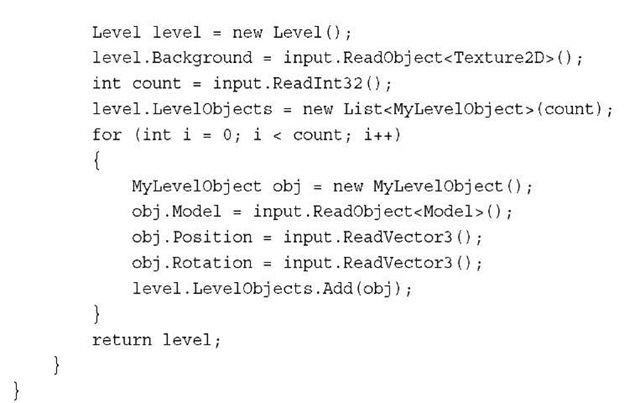 Level level = new Level();
level.Background = input.ReadObject<Texture2D>();
int count = input.ReadInt32();
level.LevelObjects = new List<MyLevelObject>(count);
for (int i = 0; i < count; i++)
{
MyLevelObject obj = new MyLevelObject();
obj.Model = input.ReadObject<Model>();
obj.Position = input.ReadVector3();
obj.Rotation = input.ReadVector3();
level.LevelObjects.Add(obj);
}
return level;
}
}